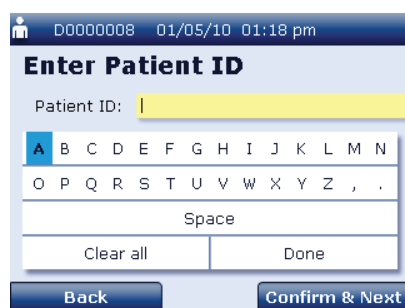 D0000008 01/05/10 01:18 pm
Enter Patient ID
Patient ID:
A B C D E F G H I J K L M N
O P Q R S T U V W X Y Z , .
Space
Clear all Done
Back Confirm & Next